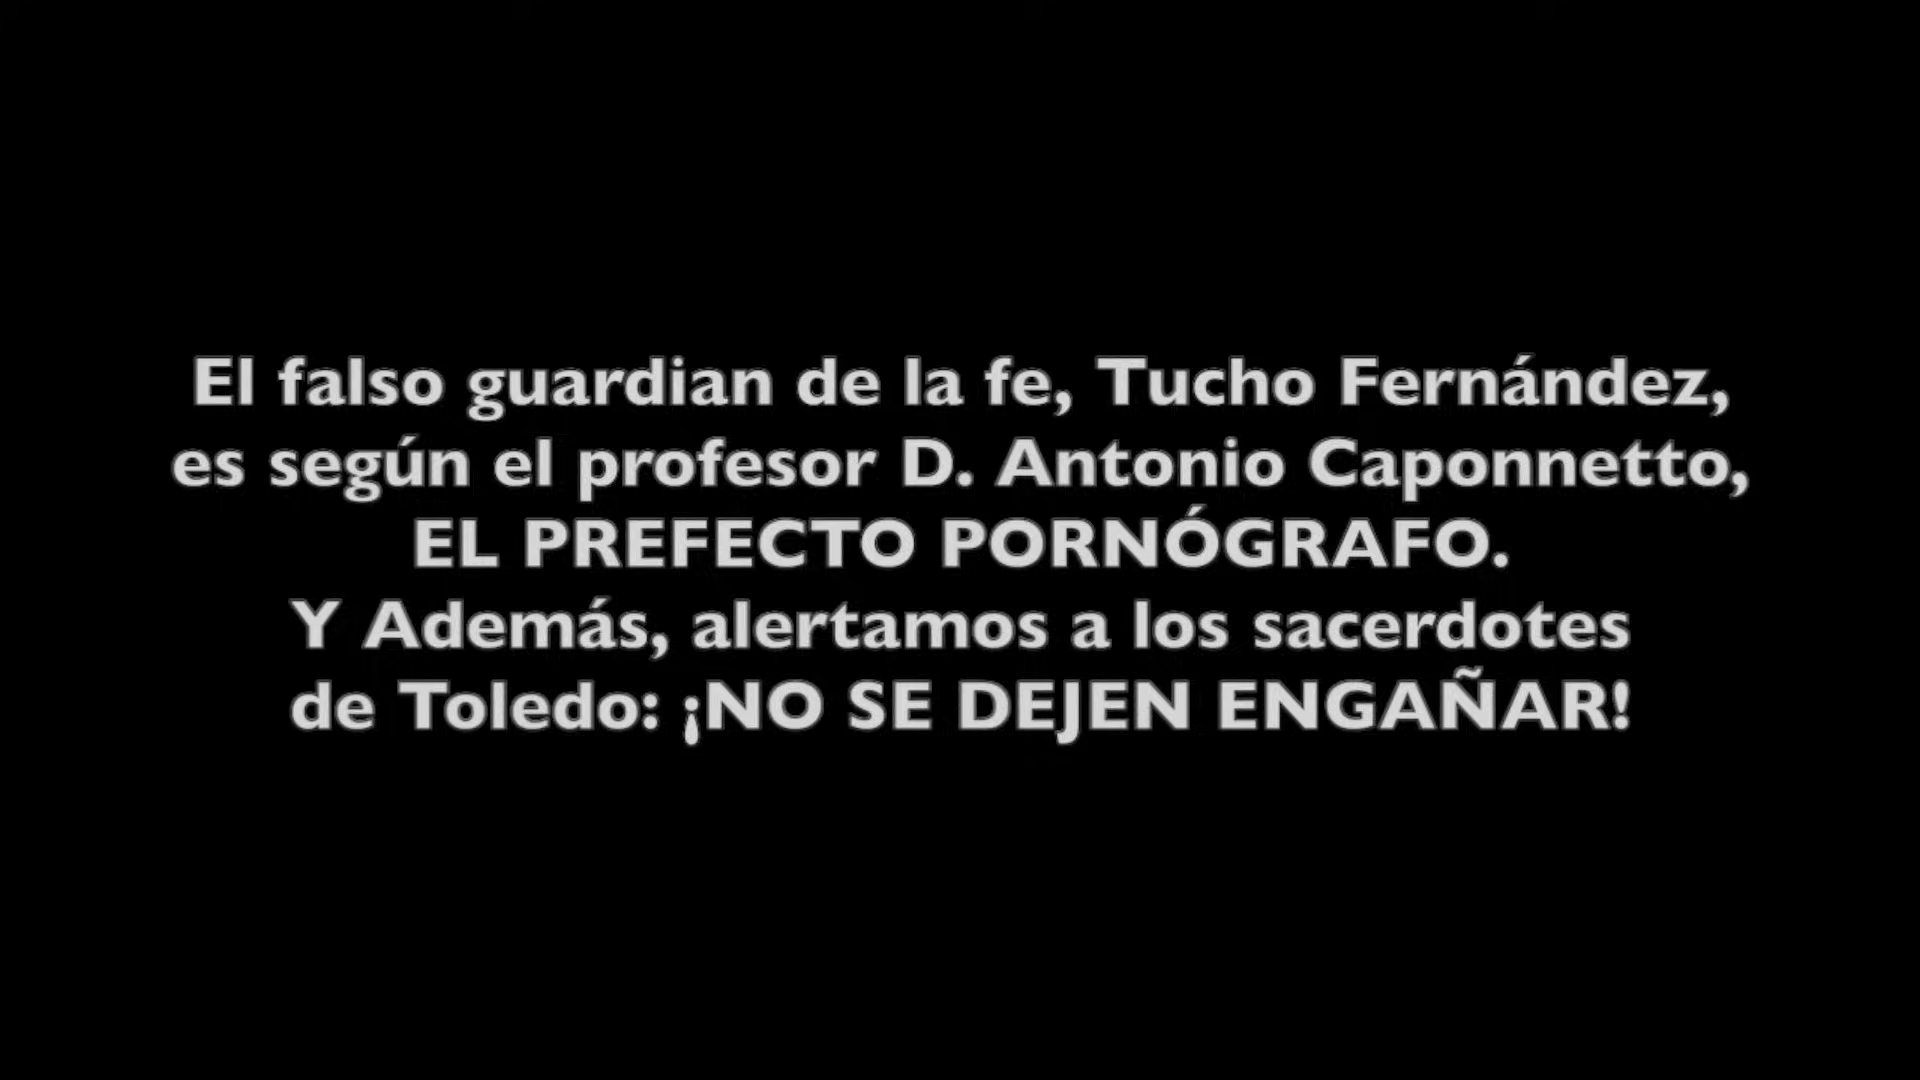 El falso guardian de la fe, Tucho Fernández,
es según el profesor D. Antonio Caponnetto,
EL PREFECTO PORNÓGRAFO.
Y Además, alertamos a los sacerdotes
de Toledo: ¡NO SE DEJEN ENGAÑAR!